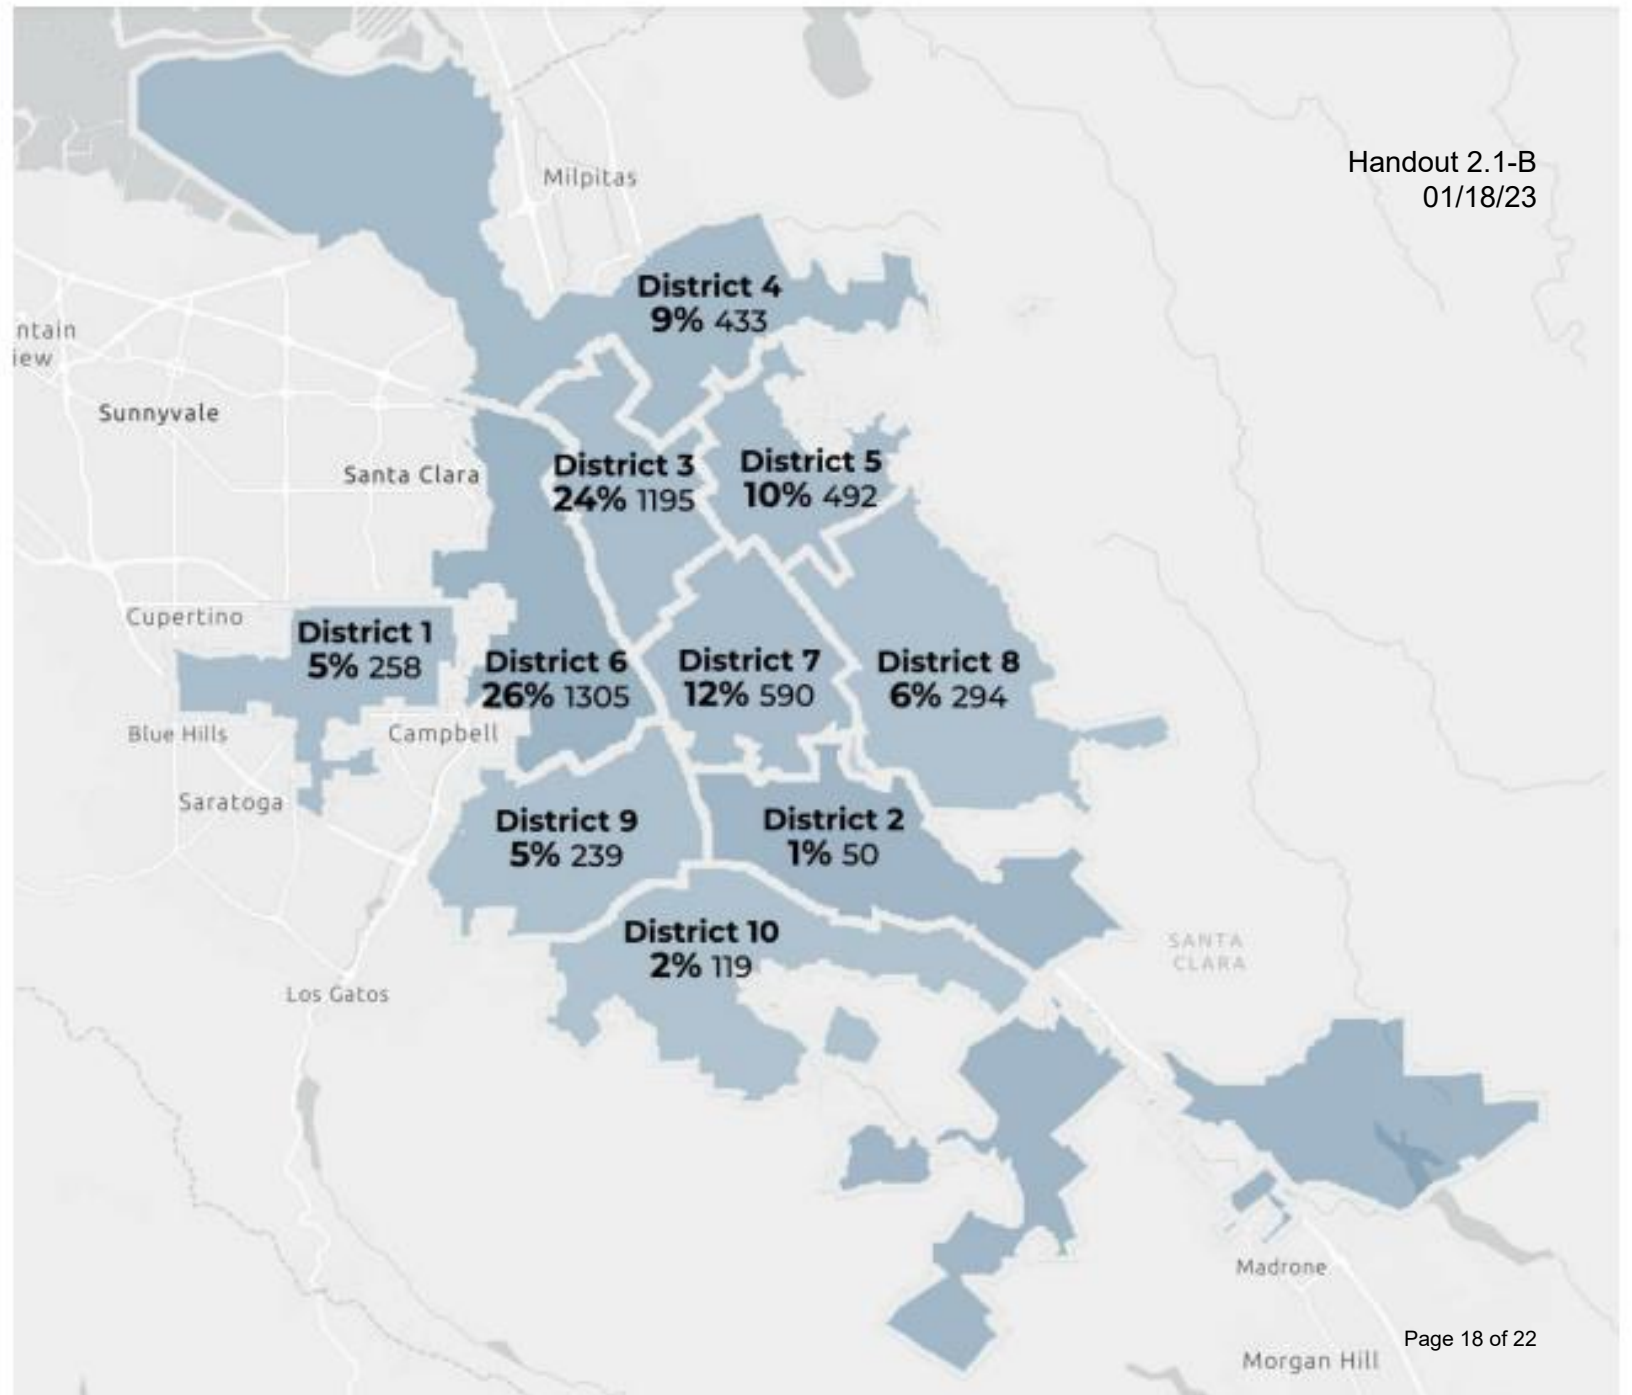 Milpitas
Handout 2.1-B
01/18/23
District 4
9% 433
ntain
iew
Sunnyvale
Santa Clara
District 3
24% 1195
District 5
10% 492
Cupertino
District 1
5% 258
District 6
26% 1305
District 7
12% 590
District 8
6% 294
Blue Hills
Campbell
Saratoga
District 9
5% 239
District 2
1% 50
District 10
2% 119
SANTA
CLARA
Los Gatos
Madrone
Page 18 of 22
Morgan Hill